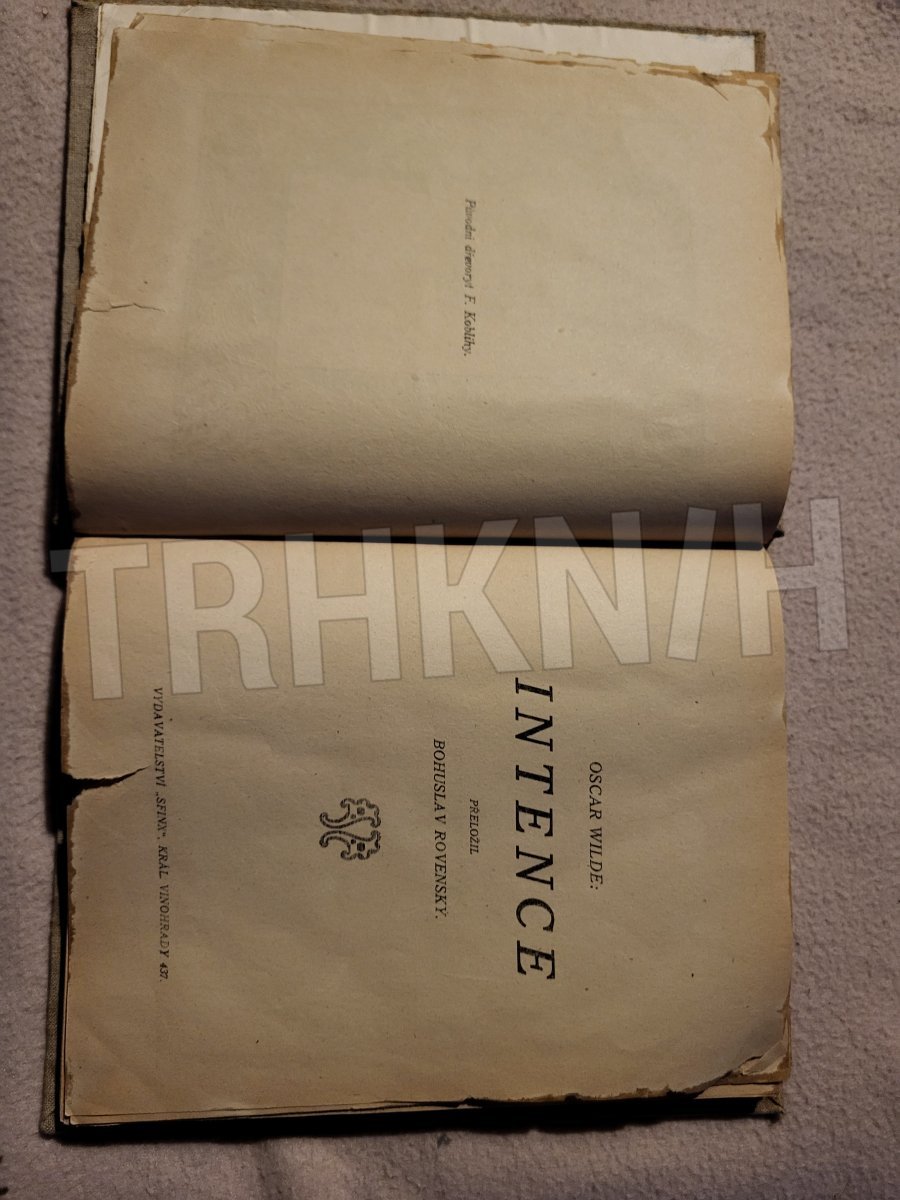 Původní dřevoryt F. Koblihy.
OSCAR WILDE:
INTENCE
PŘELOŽIL
BOHUSLAV ROVENSKÝ.
VYDAVATELSTVÍ „SFINX“. KRÁL VINOHRADY 437.
TRHKNIH